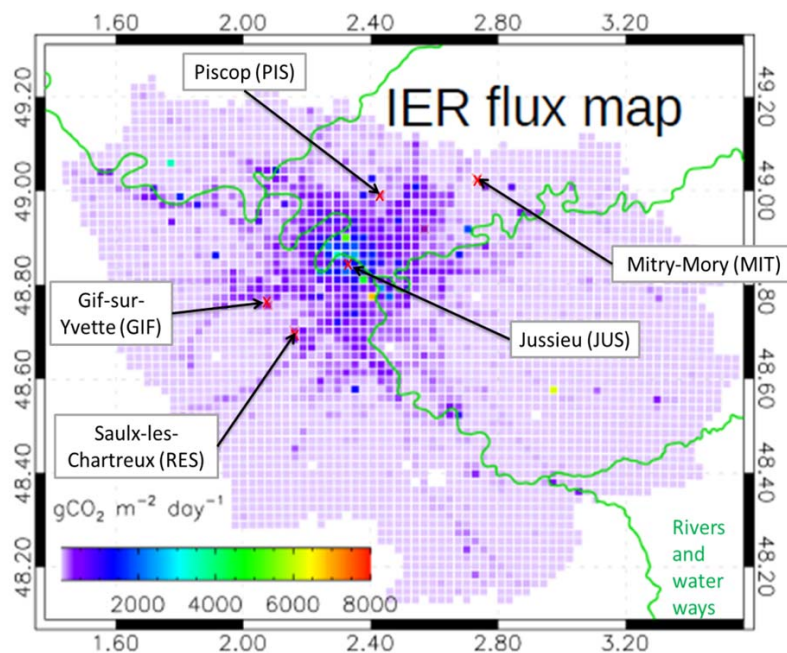 1.60 2.00 2.40 2.80 3.20
Piscop (PIS)
IER flux map
49.20 49.20
49.00 49.00
Mitry-Mory (MIT)
48.80 .80
Gif-sur-
Yvette (GIF)
Jussieu (JUS)
48.60 48.60
Saulx-les-
Chartreux (RES)
48.40 48.40
gCO₂ m⁻² day⁻¹
Rivers
and
water
ways
48.20 48.20
2000 4000 6000 8000
1.60 2.00 2.40 2.80 3.20